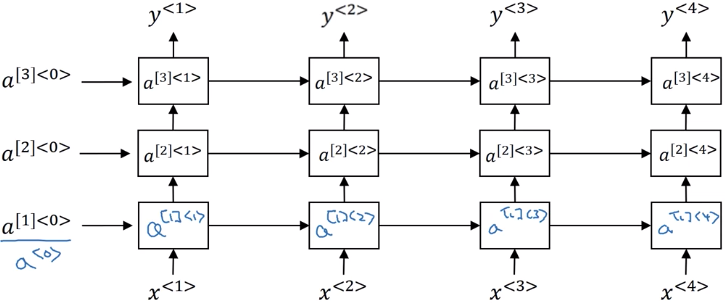 y<1> y<2> y<3> y<4>
a[3]<0> a[3]<1> a[3]<2> a[3]<3> a[3]<4>
a[2]<0> a[2]<1> a[2]<2> a[2]<3> a[2]<4>
a[1]<0> a[1]<1> a[1]<2> a[1]<3> a[1]<4>
a[0]
x<1> x<2> x<3> x<4>